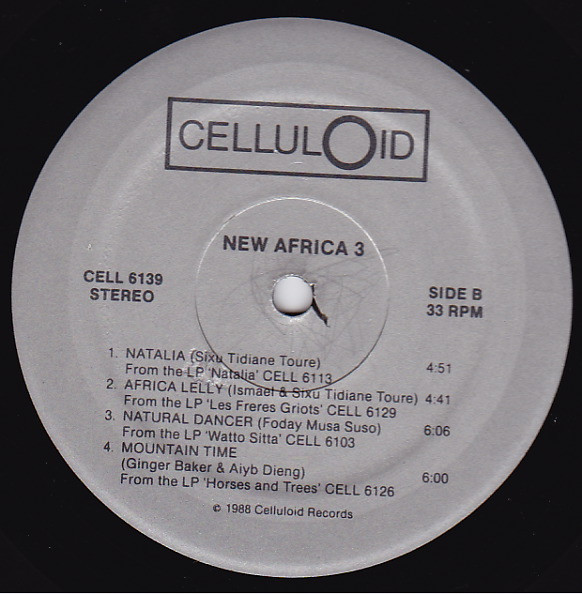 CELLULOID
NEW AFRICA 3
CELL 6139
STEREO
SIDE B
33 RPM
1. NATALIA (Sixu Tidiane Toure) 4:51
From the LP 'Natalia' CELL 6113
2. AFRICA LELLY (Ismael & Sixu Tidiane Toure) 4:41
From the LP 'Les Freres Griots' CELL 6129
3. NATURAL DANCER (Foday Musa Suso) 6:06
From the LP 'Watto Sitta' CELL 6103
4. MOUNTAIN TIME
(Ginger Baker & Aiyb Dieng) 6:00
From the LP 'Horses and Trees' CELL 6126
© 1988 Celluloid Records